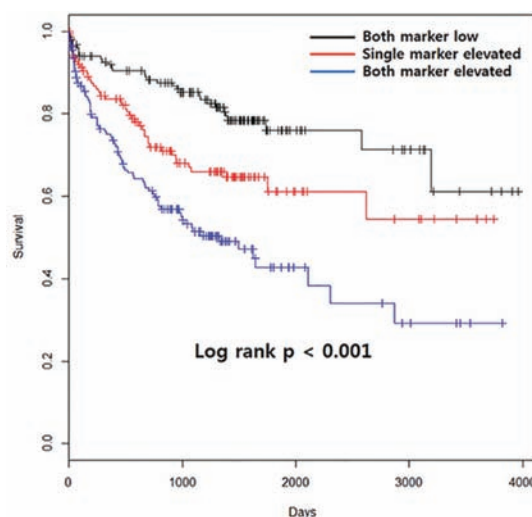 1.0
0.8
0.6
0.4
0.2
0.0
Survival
Both marker low
Single marker elevated
Both marker elevated
Log rank p < 0.001
0 1000 2000 3000 4000
Days